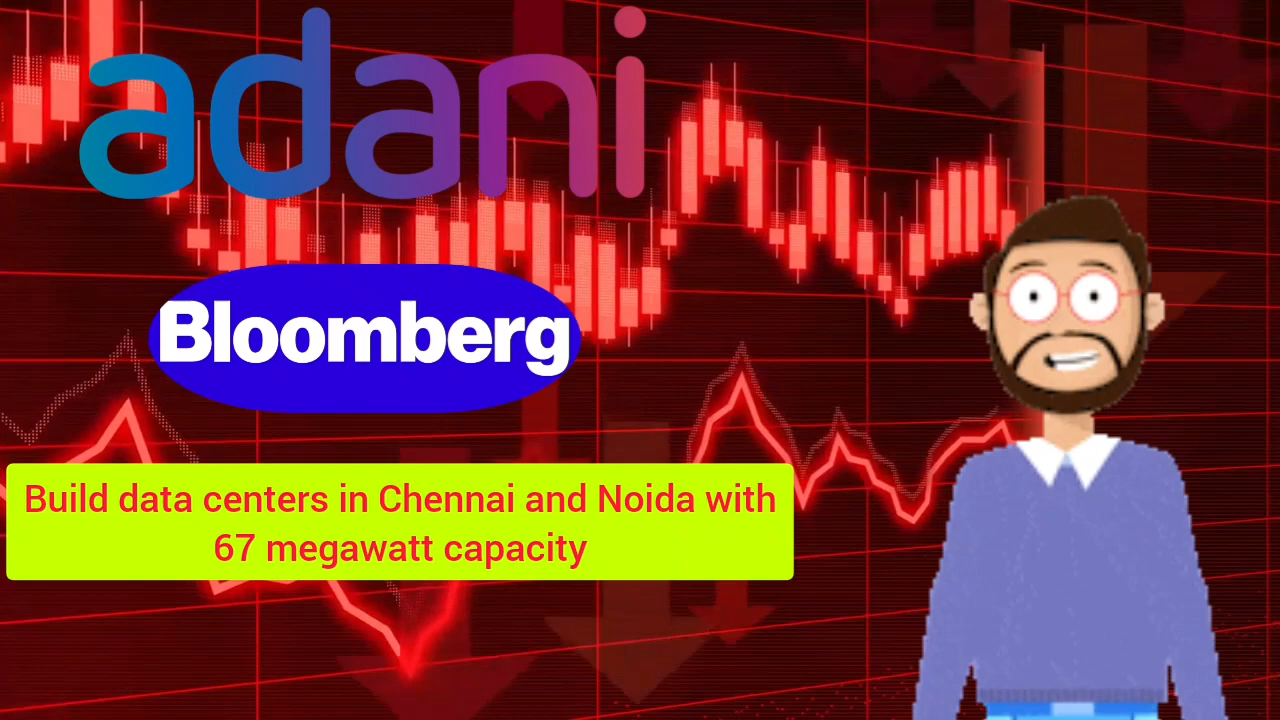 adani
Bloomberg
Build data centers in Chennai and Noida with
67 megawatt capacity